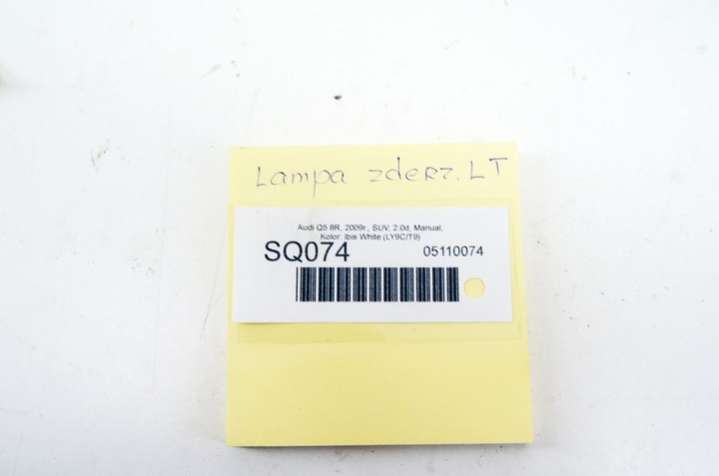 Lampa zderz. LT
Audi Q5 8R, 2009r., SUV, 2.0d, Manual,
Kolor: Ibis White (LY9C/T9)
SQ074
05110074